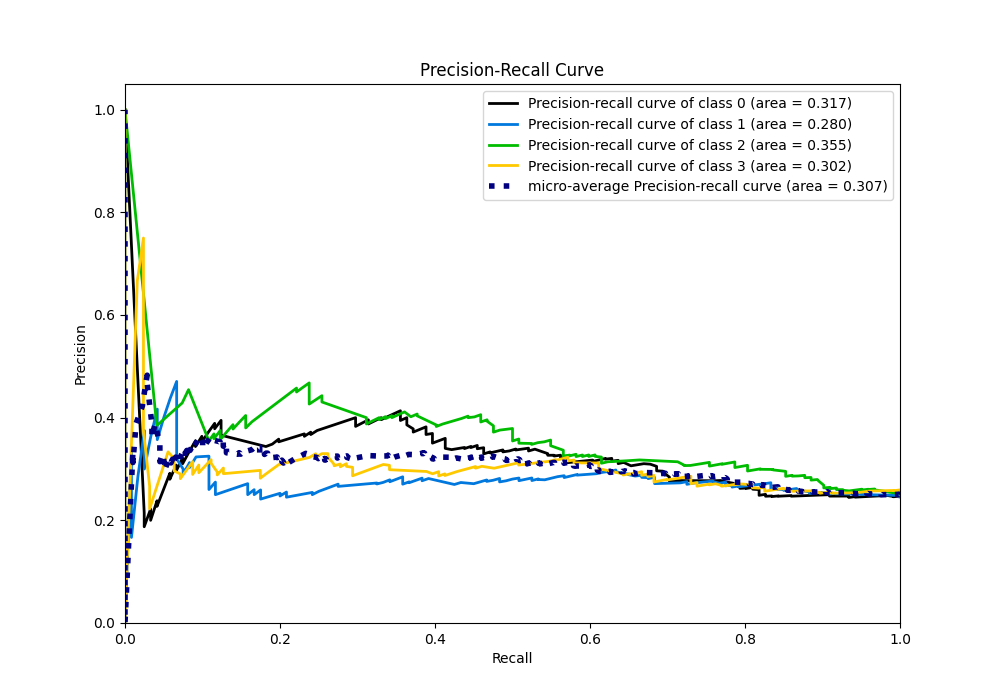 Precision-Recall Curve
Precision-recall curve of class 0 (area = 0.317)
Precision-recall curve of class 1 (area = 0.280)
Precision-recall curve of class 2 (area = 0.355)
Precision-recall curve of class 3 (area = 0.302)
micro-average Precision-recall curve (area = 0.307)
Precision
1.0
0.8
0.6
0.4
0.2
0.0
0.0 0.2 0.4 0.6 0.8 1.0
Recall